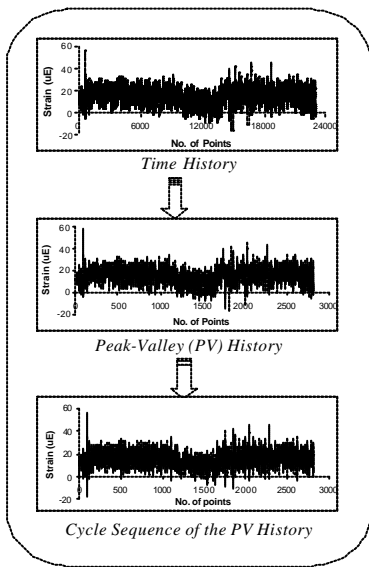 60
40
20
0
-20
Strain (uE)
0 6000 12000 18000 24000
No. of Points
Time History
60
40
20
0
-20
Strain (uE)
0 500 1000 1500 2000 2500 3000
No. of Points
Peak-Valley (PV) History
60
40
20
0
-20
Strain (uE)
0 500 1000 1500 2000 2500 3000
No. of points
Cycle Sequence of the PV History